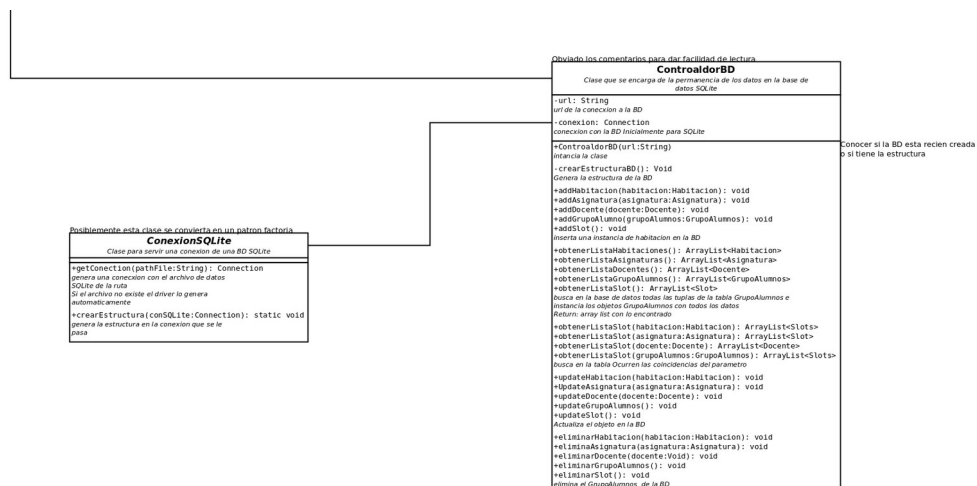 Obviado los comentarios para dar facilidad de lectura
ControaldorBD
Clase que se encarga de la permanencia de los datos en la base de
datos SQLite
-url: String
url de la conecxion a la BD
-conexion: Connection
conecxion con la BD Inicialmente para SQLite
+ControaldorBD(url:String)
intancia la clase
-crearEstructuraBD(): Void
Genera la estructura de la BD
+addHabitacion(habitacion:Habitacion): void
+addAsignatura(asignatura:Asignatura): void
+addDocente(docente:Docente): void
+addGrupoAlumno(grupoAlumnos:GrupoAlumnos): void
+addSlot(): void
inserta una instancia de habitacion en la BD
+obtenerListaHabitaciones(): ArrayList<Habitacion>
+obtenerListaAsignaturas(): ArrayList<Asignatura>
+obtenerListaDocentes(): ArrayList<Docente>
+obtenerListaGrupoAlumnos(): ArrayList<GrupoAlumnos>
+obtenerListaSlot(): ArrayList<Slot>
busca en la base de datos todas las tuplas de la tabla GrupoAlumnos e
instancia los objetos GrupoAlumnos con todos los datos
Return: array list con lo encontrado
+obtenerListaSlot(habitacion:Habitacion): ArrayList<Slots>
+obtenerListaSlot(asignatura:Asignatura): ArrayList<Slot>
+obtenerListaSlot(docente:Docente): ArrayList<Docente>
+obtenerListaSlot(grupoAlumnos:GrupoAlumnos): ArrayList<Slots>
busca en la tabla Ocurren las coincidencias del parametro
+updateHabitacion(habitacion:Habitacion): void
+UpdateAsignatura(asignatura:Asignatura): void
+updateDocente(docente:Docente): void
+updateGrupoAlumnos(): void
+updateSlot(): void
Actualiza el objeto en la BD
+eliminarHabitacion(habitacion:Habitacion): void
+eliminaAsignatura(asignatura:Asignatura): void
+eliminarDocente(docente:Void): void
+eliminarGrupoAlumnos(): void
+eliminarSlot(): void
elimina el GrupoAlumnos de la BD
Conocer si la BD esta recien creada
o si tiene la estructura
Posiblemente esta clase se convierta en un patron factoria
ConexionSQLite
Clase para servir una conexion de una BD SQLite
+getConection(pathFile:String): Connection
genera una conecxion con el archivo de datos
SQLite de la ruta
Si el archivo no existe el driver lo genera
automaticamente
+crearEstructura(conSQLite:Connection): static void
genera la estructura en la conexion que se le
pasa